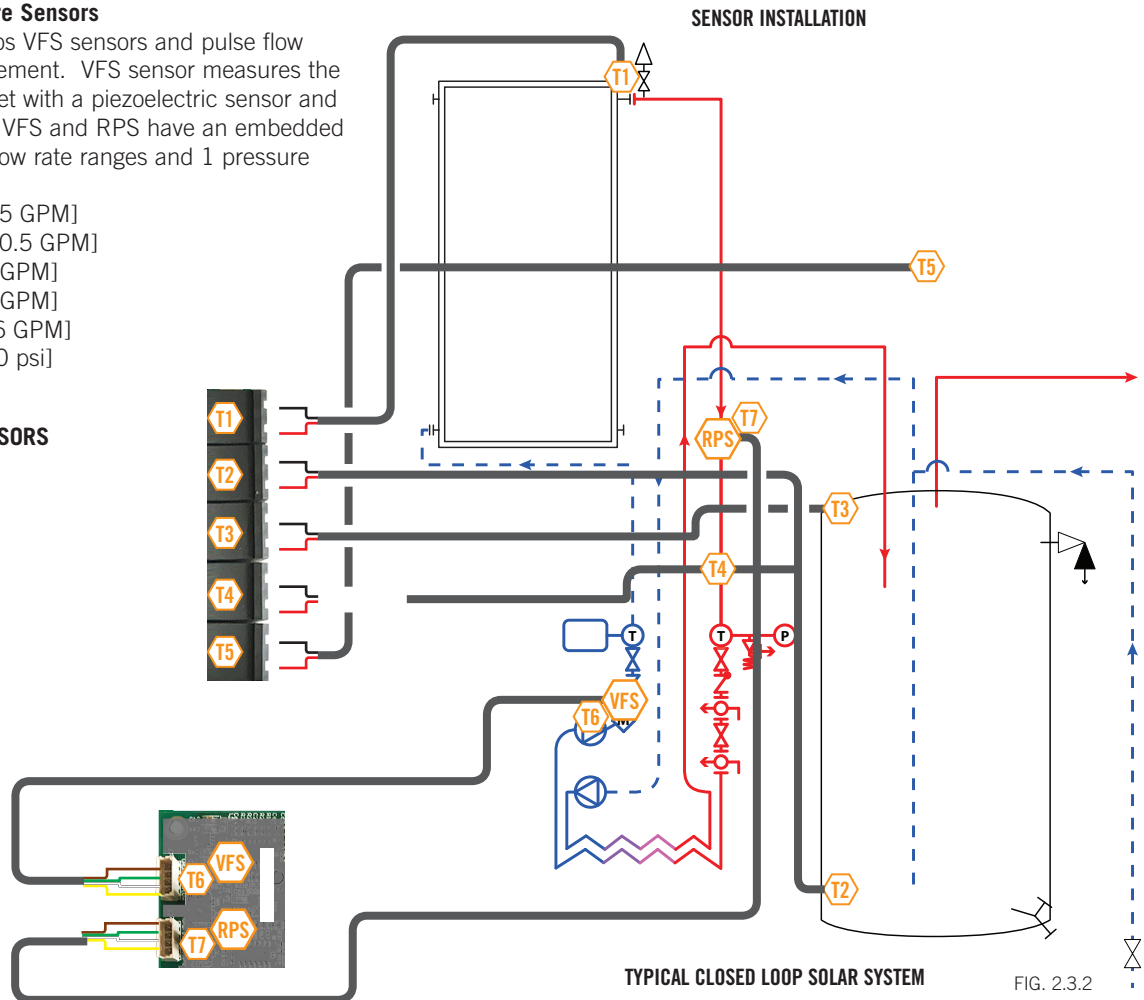 re Sensors
os VFS sensors and pulse flow
ement. VFS sensor measures the
et with a piezoelectric sensor and
VFS and RPS have an embedded
ow rate ranges and 1 pressure
5 GPM]
0.5 GPM]
GPM]
GPM]
6 GPM]
0 psi]
SORS
SENSOR INSTALLATION
T1
T5
T1
T2
T3
T4
T5
T7
RPS
T3
T4
T
T
P
VFS
T6
M
T2
VFS
T6
RPS
T7
TYPICAL CLOSED LOOP SOLAR SYSTEM
FIG. 2.3.2